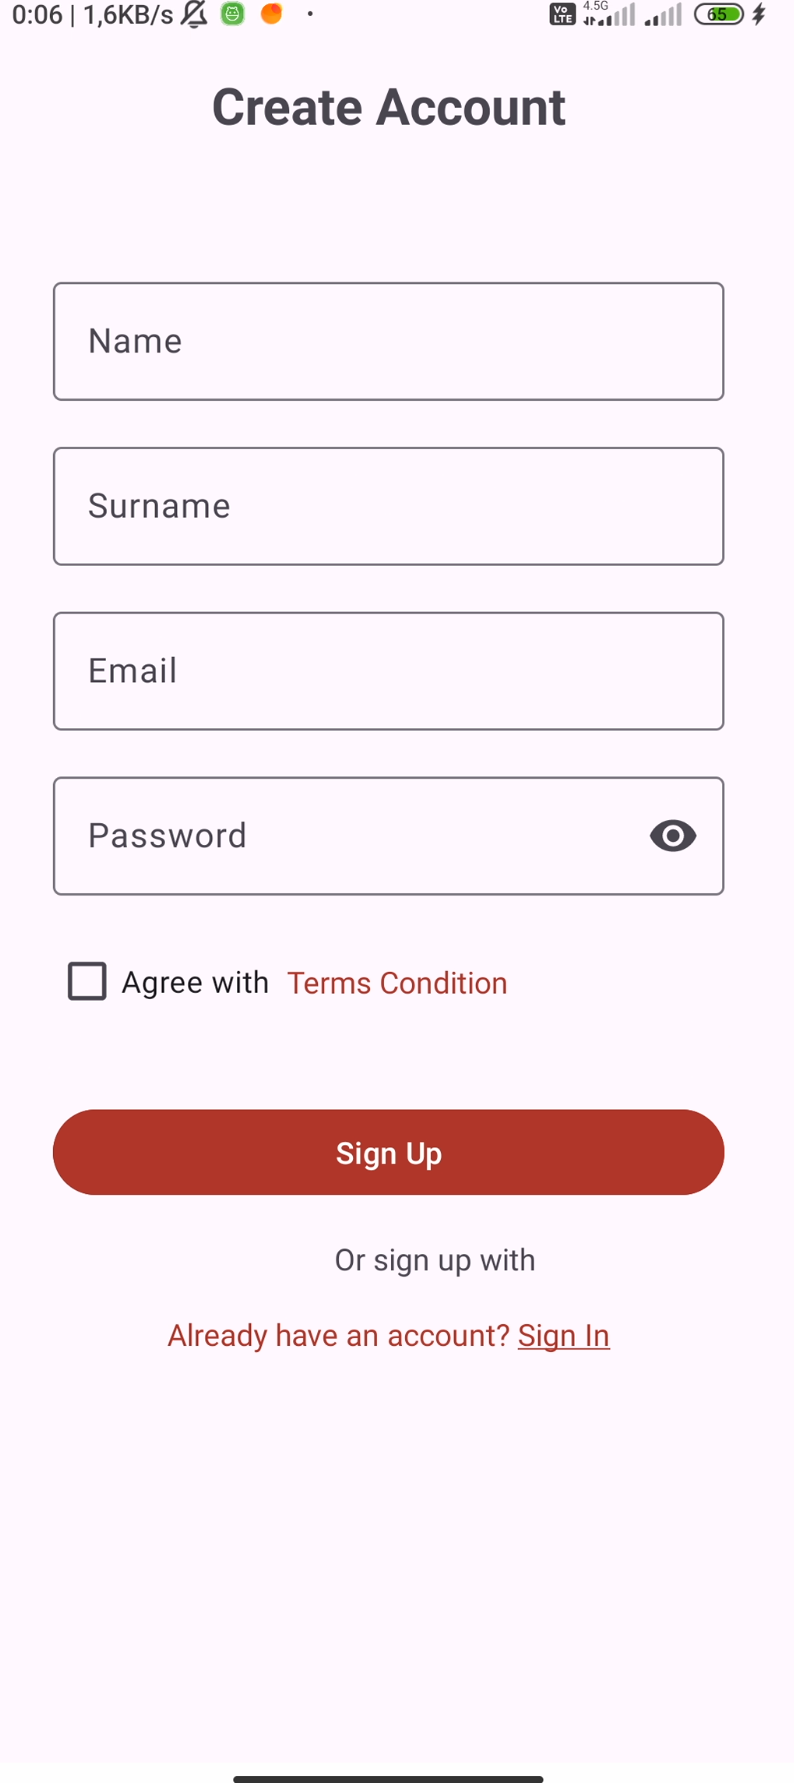 0:06 | 1,6KB/s Vo LTE 4.5G 65
Create Account
Name
Surname
Email
Password
Agree with Terms Condition
Sign Up
Or sign up with
Already have an account? Sign In